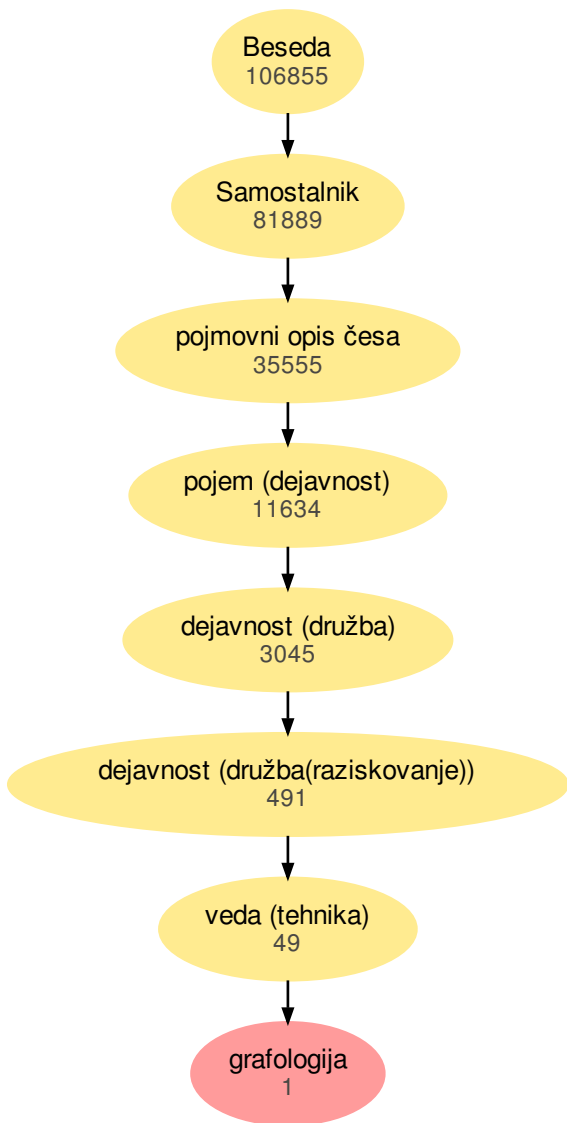 Beseda
106855
Samostalnik
81889
pojmovni opis česa
35555
pojem (dejavnost)
11634
dejavnost (družba)
3045
dejavnost (družba(raziskovanje))
491
veda (tehnika)
49
grafologija
1